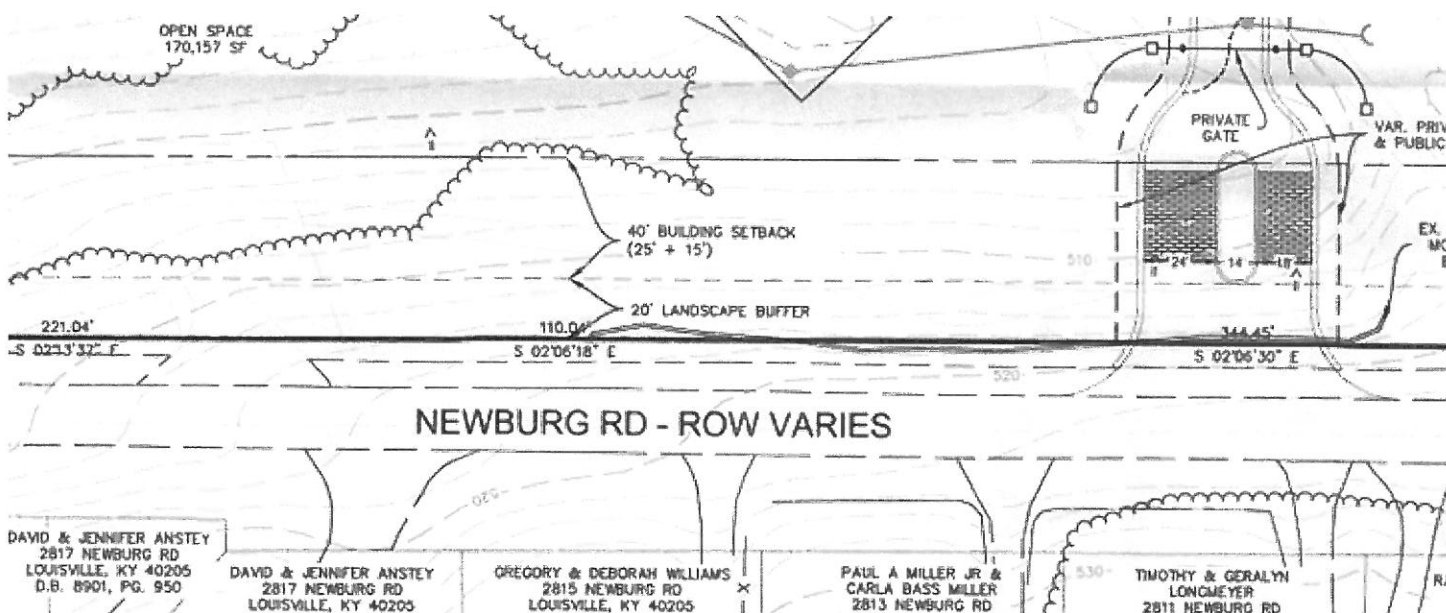 OPEN SPACE
170,157 SF
PRIVATE
GATE
VAR. PRIV
& PUBLIC
40' BUILDING SETBACK
(25' + 15')
EX.
MO
E
510
24'
14'
18'
20' LANDSCAPE BUFFER
221.04'
110.04'
344.45'
S 02°13'37" E
S 02°06'18" E
S 02°06'30" E
520
NEWBURG RD - ROW VARIES
520
DAVID & JENNIFER ANSTEY
2817 NEWBURG RD
LOUISVILLE, KY 40205
D.B. 8901, PG. 950
DAVID & JENNIFER ANSTEY
2817 NEWBURG RD
LOUISVILLE, KY 40205
GREGORY & DEBORAH WILLIAMS
2815 NEWBURG RD
LOUISVILLE, KY 40205
PAUL A MILLER JR &
CARLA BASS MILLER
2813 NEWBURG RD
530
TIMOTHY & GERALYN
LONGMEYER
2811 NEWBURG RD